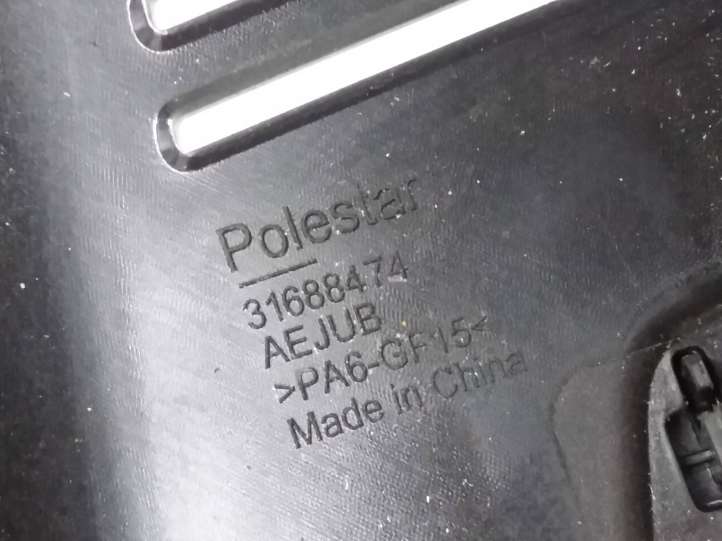 Polestar
31688474
AEJUB
>PA6-GF15<
Made in China